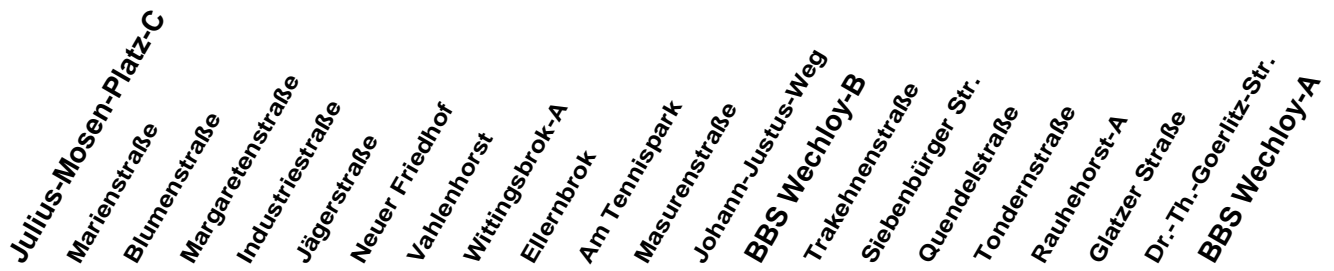 Julius-Mosen-Platz-C
Marienstraße
Blumenstraße
Margaretenstraße
Industriestraße
Jägerstraße
Neuer Friedhof
Vahlenhorst
Wittingsbrok-A
Ellernbrok
Am Tennispark
Masurenstraße
Johann-Justus-Weg
BBS Wechloy-B
Trakehnenstraße
Siebenbürger Str.
Quendelstraße
Tondernstraße
Rauhehorst-A
Glatzer Straße
Dr.-Th.-Goerlitz-Str.
BBS Wechloy-A